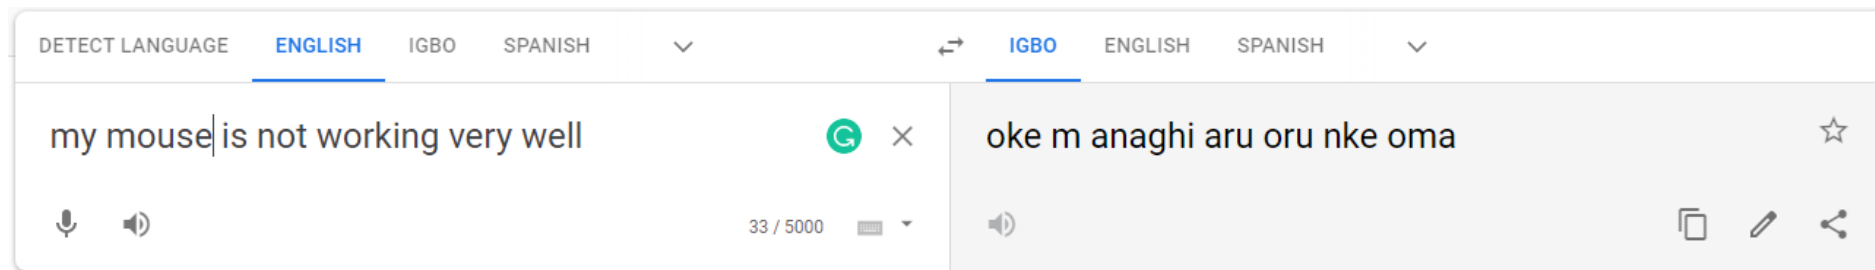 DETECT LANGUAGE ENGLISH IGBO SPANISH IGBO ENGLISH SPANISH
my mouse is not working very well
33 / 5000
oke m anaghi aru oru nke oma